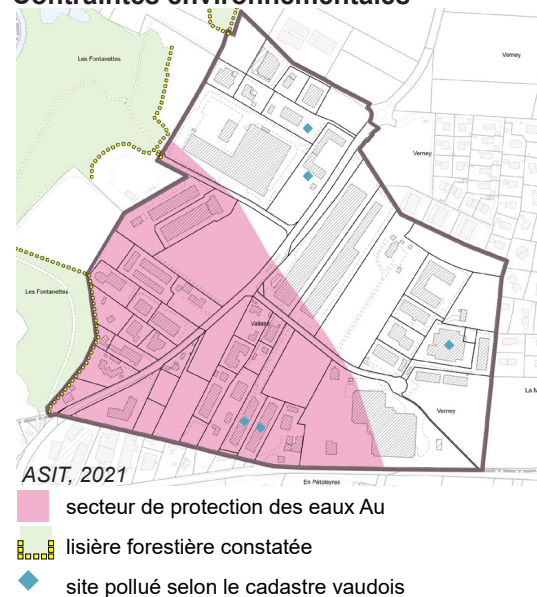 Contraintes environnementales
Les Fontanettes
Verney
Verney
Les Fontanettes
Vallaire
Verney
La M
En Pétoleyres
ASIT, 2021
secteur de protection des eaux Au
lisière forestière constatée
site pollué selon le cadastre vaudois